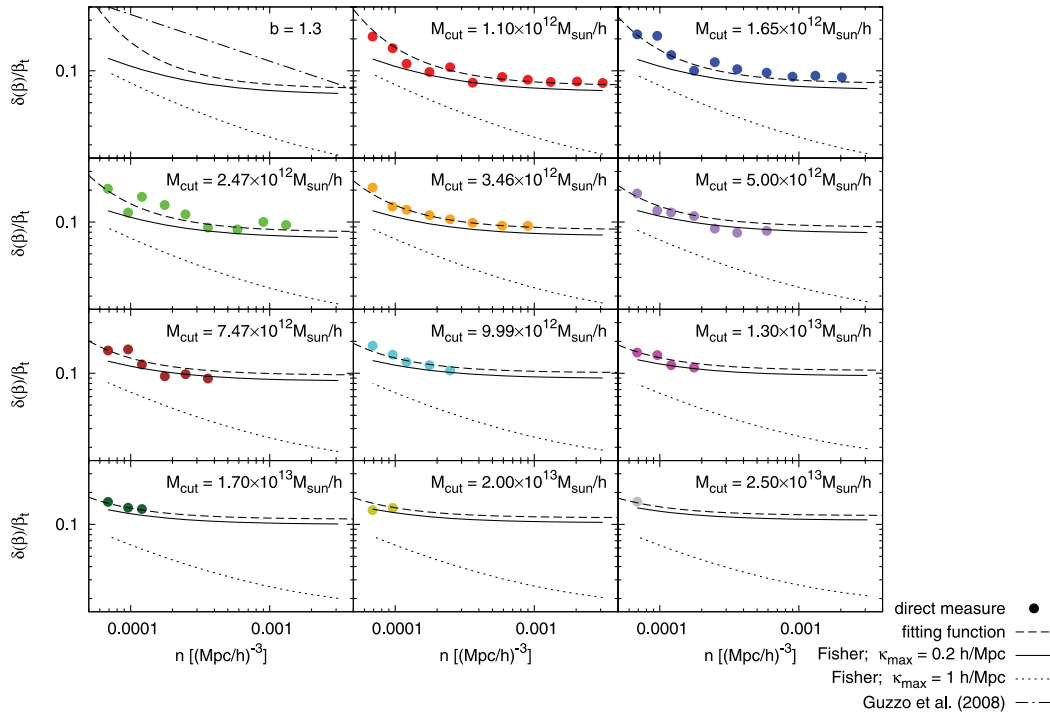 b = 1.3
M_cut = 1.10×10^12 M_sun/h
M_cut = 1.65×10^12 M_sun/h
δ(β)/β_t
0.1
M_cut = 2.47×10^12 M_sun/h
M_cut = 3.46×10^12 M_sun/h
M_cut = 5.00×10^12 M_sun/h
δ(β)/β_t
0.1
M_cut = 7.47×10^12 M_sun/h
M_cut = 9.99×10^12 M_sun/h
M_cut = 1.30×10^13 M_sun/h
δ(β)/β_t
0.1
M_cut = 1.70×10^13 M_sun/h
M_cut = 2.00×10^13 M_sun/h
M_cut = 2.50×10^13 M_sun/h
δ(β)/β_t
0.1
0.0001 0.001 0.0001 0.001 0.0001 0.001
n [(Mpc/h)^-3] n [(Mpc/h)^-3] n [(Mpc/h)^-3]
direct measure
fitting function
Fisher; κ_max = 0.2 h/Mpc
Fisher; κ_max = 1 h/Mpc
Guzzo et al. (2008)